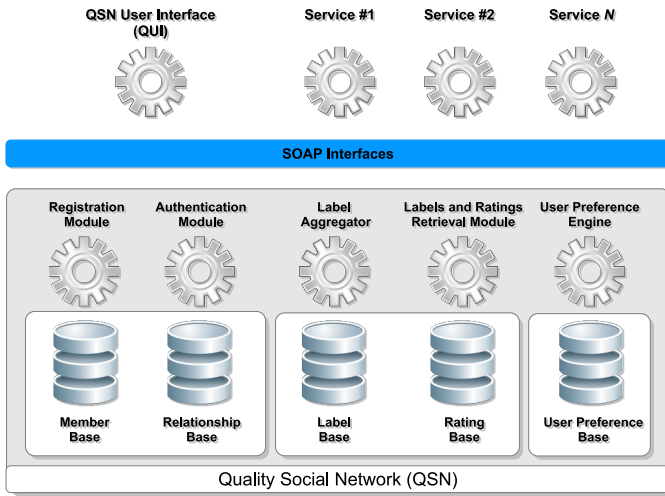 QSN User Interface
(QUI)
Service #1
Service #2
Service N
SOAP Interfaces
Registration
Module
Authentication
Module
Label
Aggregator
Labels and Ratings
Retrieval Module
User Preference
Engine
Member
Base
Relationship
Base
Label
Base
Rating
Base
User Preference
Base
Quality Social Network (QSN)